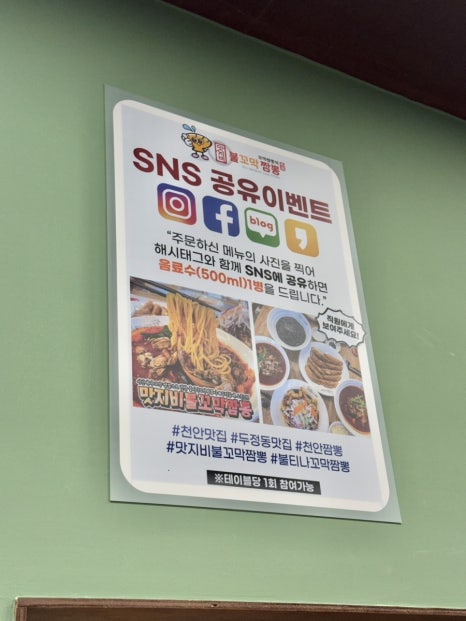 맛지비 불꼬막짬뽕
SNS 공유이벤트
blog
"주문하신 메뉴의 사진을 찍어
해시태그와 함께 SNS에 공유하면
음료수(500ml)1병을 드립니다."
직원에게
보여주세요!
맛지비불꼬막짬뽕
#천안맛집 #두정동맛집 #천안짬뽕
#맛지비불꼬막짬뽕 #불티나꼬막짬뽕
※테이블당 1회 참여가능